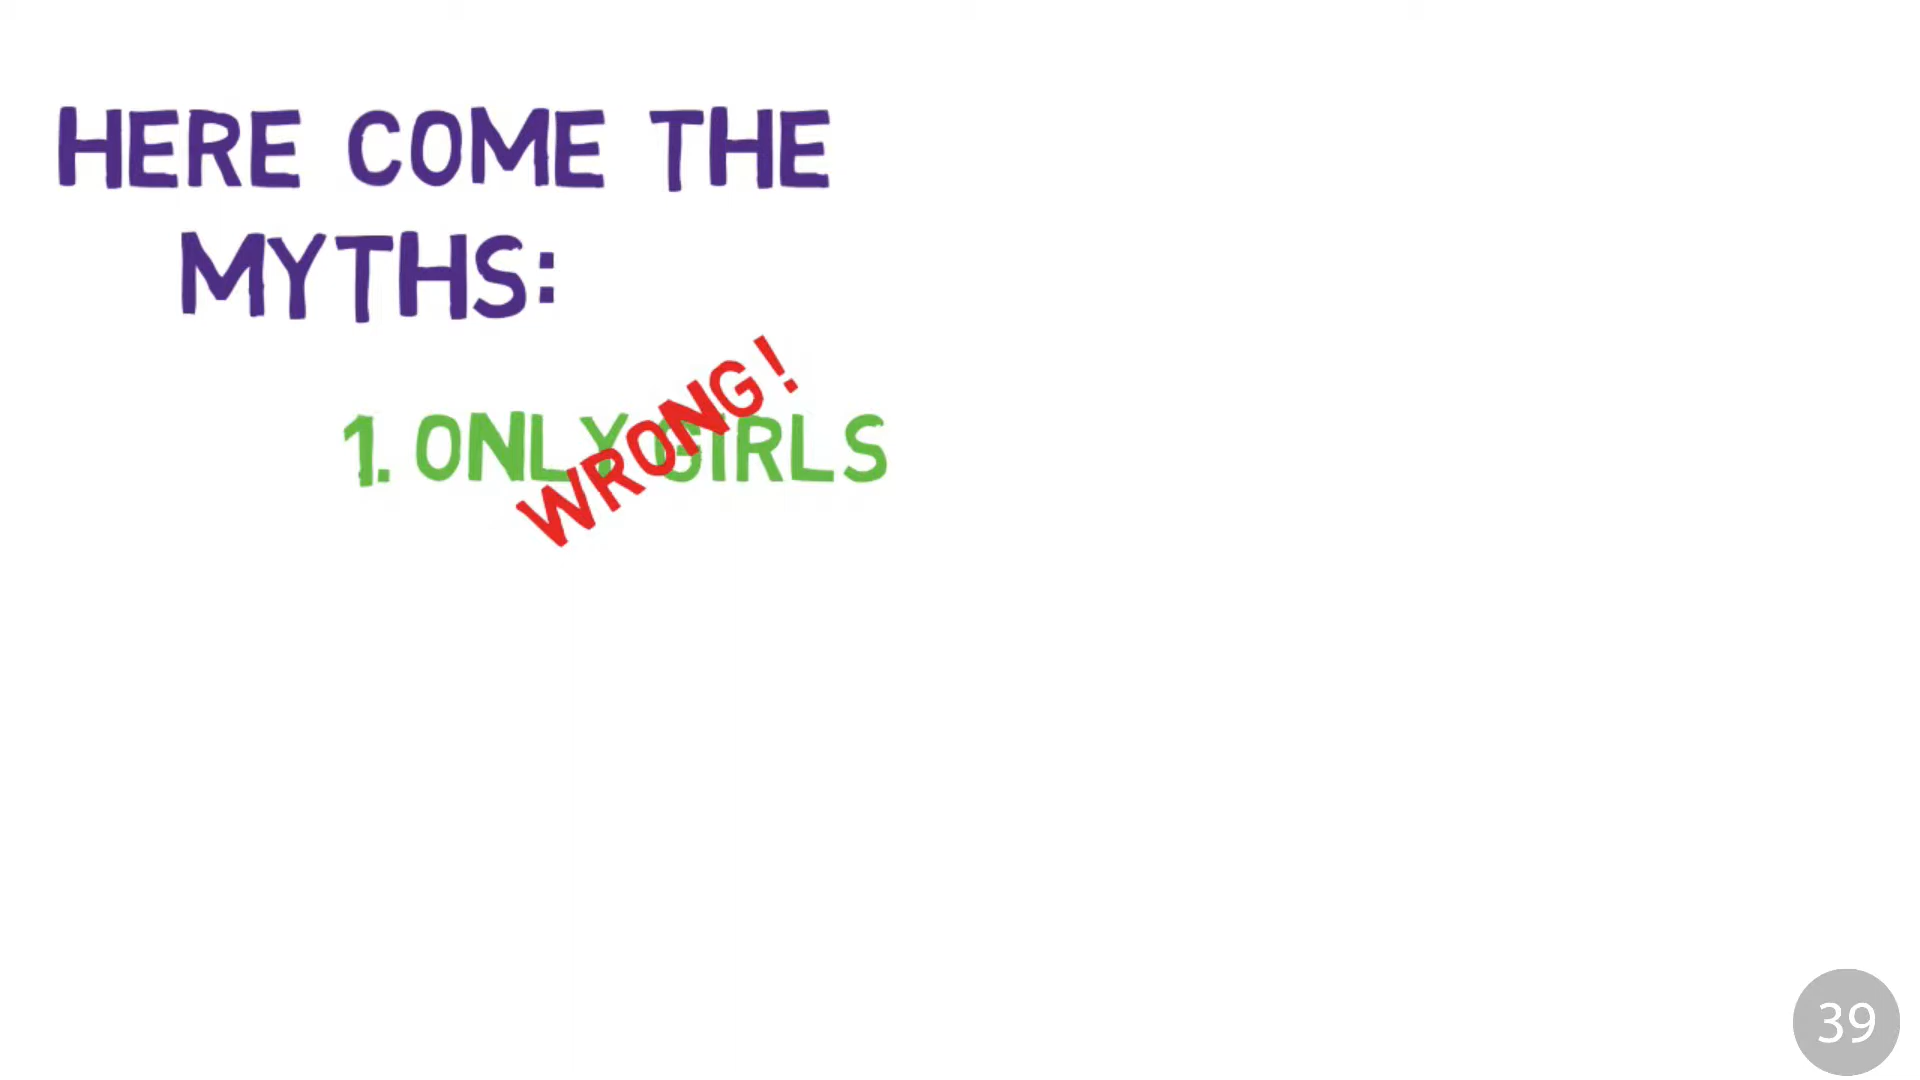 HERE COME THE
MYTHS:
1. ONLY GIRLS
WRONG!
39